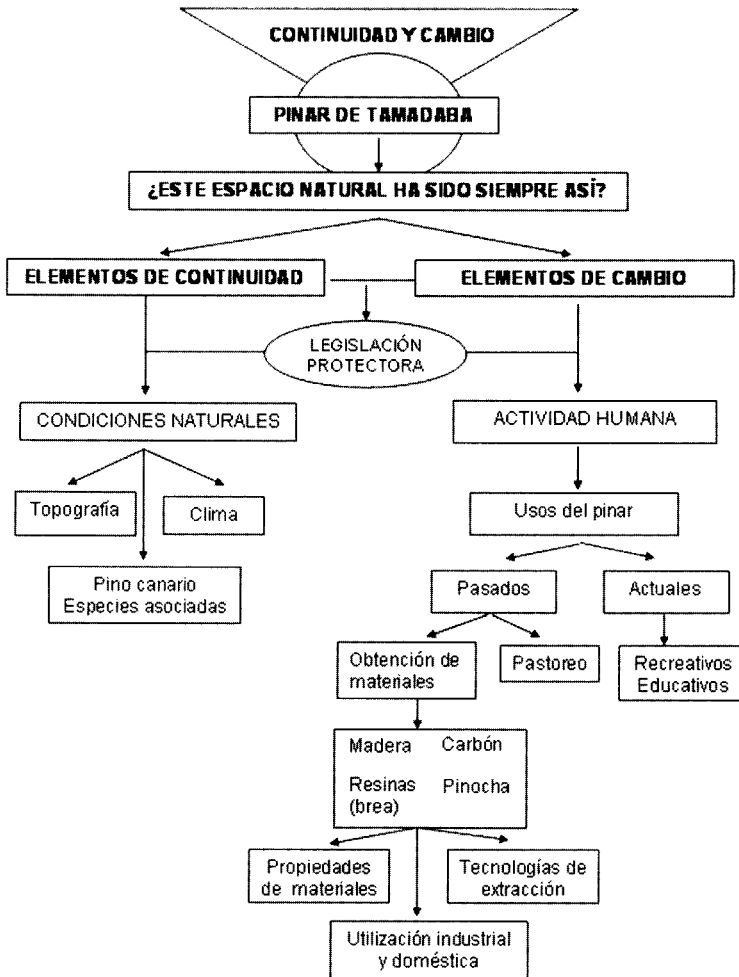 CONTINUIDAD Y CAMBIO
PINAR DE TAMADABA
¿ESTE ESPACIO NATURAL HA SIDO SIEMPRE ASÍ?
ELEMENTOS DE CONTINUIDAD
ELEMENTOS DE CAMBIO
LEGISLACIÓN
PROTECTORA
CONDICIONES NATURALES
ACTIVIDAD HUMANA
Topografía
Clima
Usos del pinar
Pino canario
Especies asociadas
Pasados
Actuales
Obtención de
materiales
Pastoreo
Recreativos
Educativos
Madera Carbón
Resinas Pinocha
(brea)
Propiedades
de materiales
Tecnologías de
extracción
Utilización industrial
y doméstica